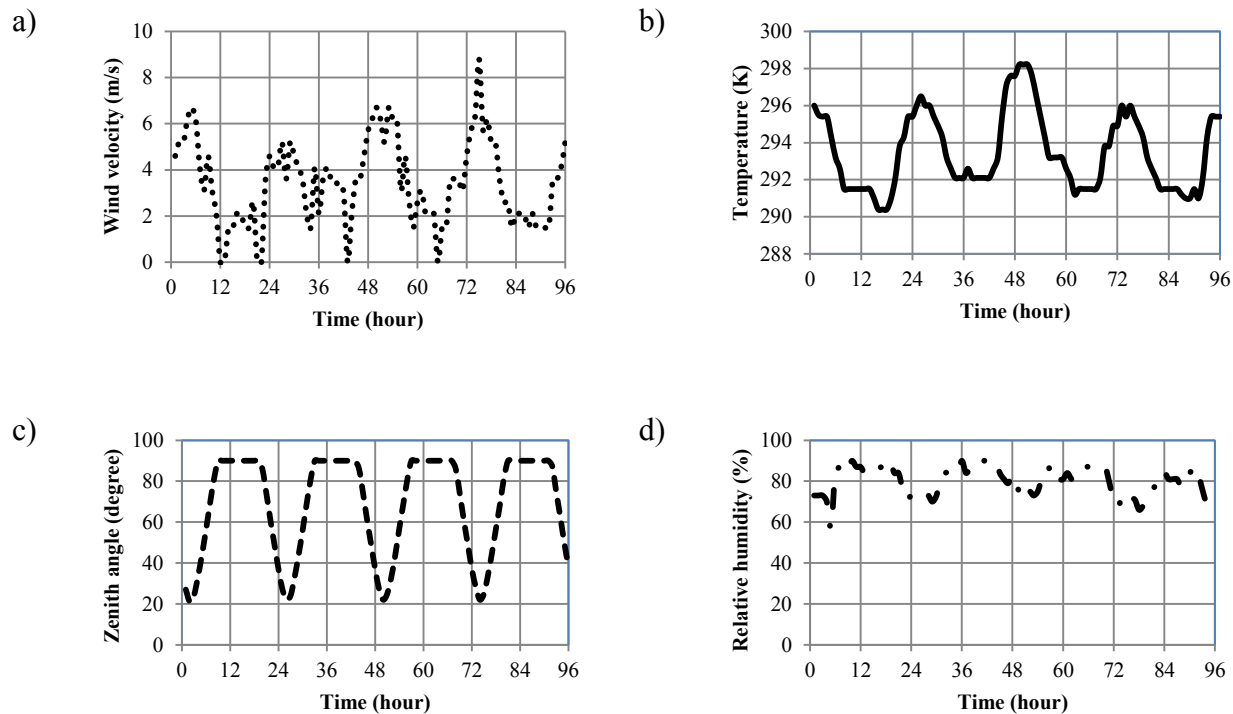 a)
10
8
6
4
2
0
Wind velocity (m/s)
0 12 24 36 48 60 72 84 96
Time (hour)
b)
300
298
296
294
292
290
288
Temperature (K)
0 12 24 36 48 60 72 84 96
Time (hour)
c)
100
80
60
40
20
0
Zenith angle (degree)
0 12 24 36 48 60 72 84 96
Time (hour)
d)
100
80
60
40
20
0
Relative humidity (%)
0 12 24 36 48 60 72 84 96
Time (hour)